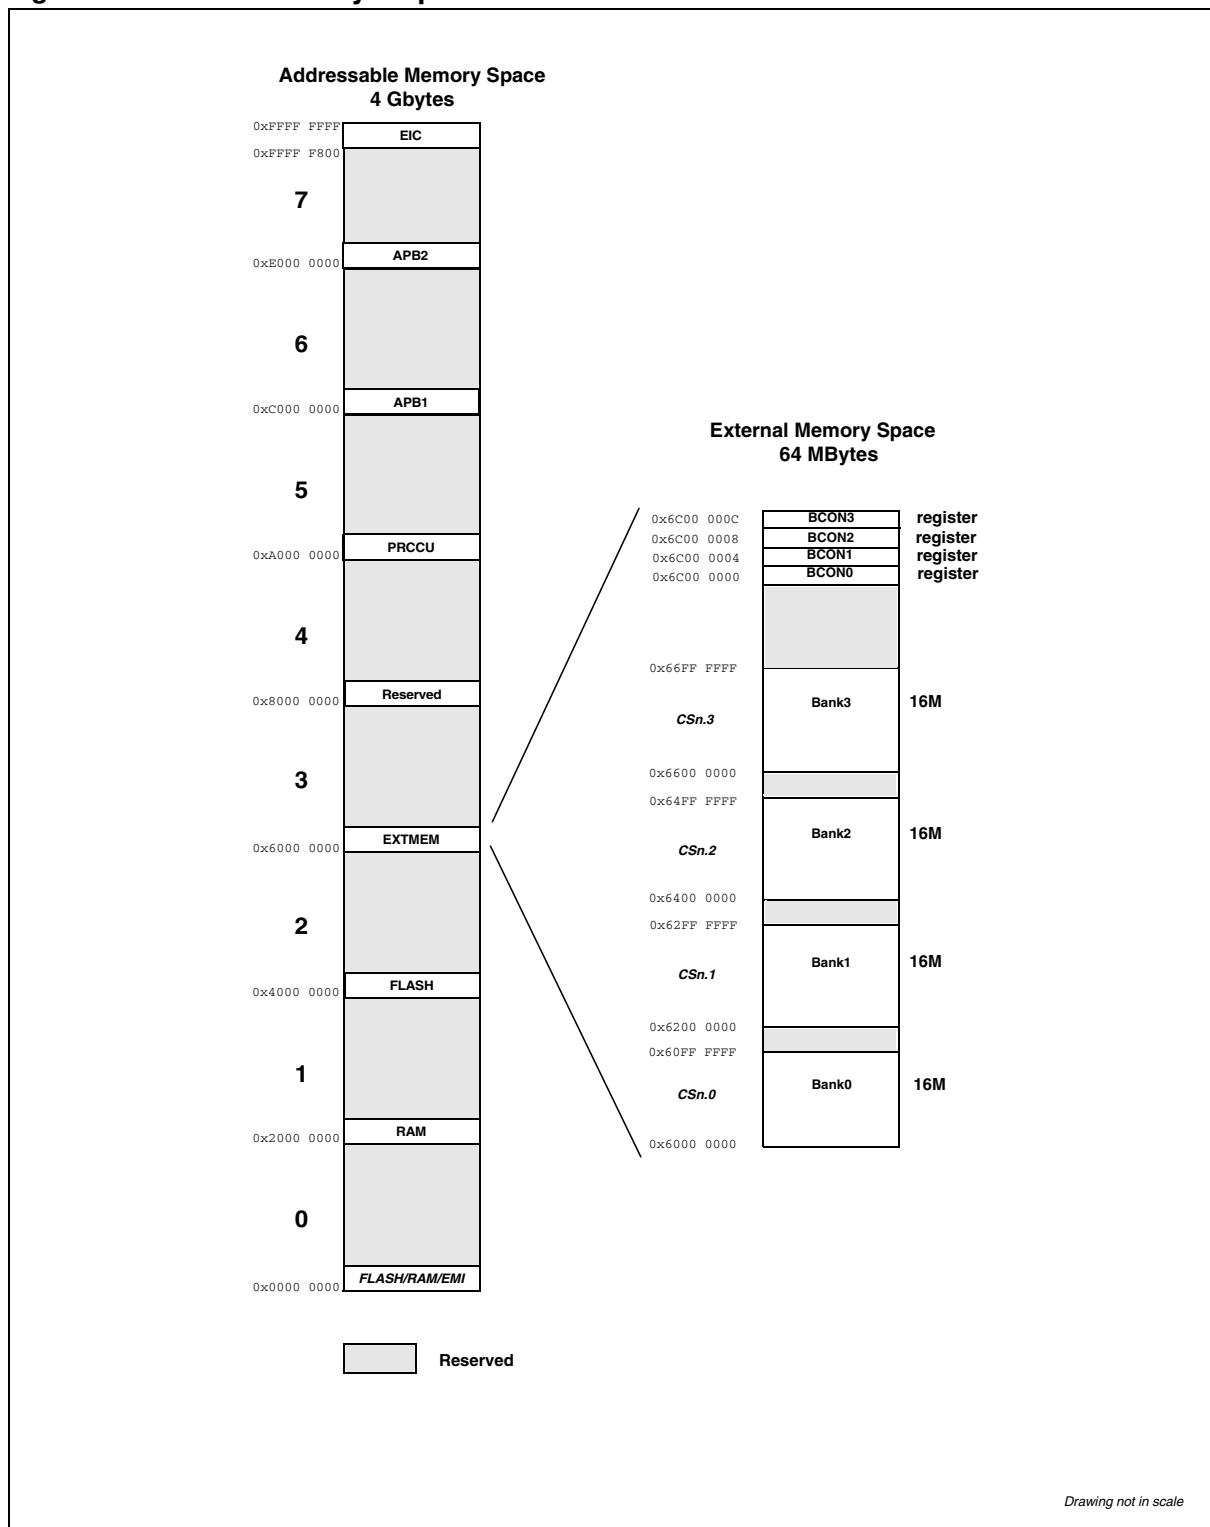 Addressable Memory Space
4 Gbytes
0xFFFF FFFF
EIC
0xFFFF F800
7
APB2
0xE000 0000
6
APB1
0xC000 0000
5
PRCCU
0xA000 0000
4
Reserved
0x8000 0000
3
EXTMEM
0x6000 0000
2
FLASH
0x4000 0000
1
RAM
0x2000 0000
0
FLASH/RAM/EMI
0x0000 0000
Reserved
External Memory Space
64 MBytes
0x6C00 000C BCON3 register
0x6C00 0008 BCON2 register
0x6C00 0004 BCON1 register
0x6C00 0000 BCON0 register
0x66FF FFFF
Bank3 16M
CSn.3
0x6600 0000
0x64FF FFFF
Bank2 16M
CSn.2
0x6400 0000
0x62FF FFFF
Bank1 16M
CSn.1
0x6200 0000
0x60FF FFFF
Bank0 16M
CSn.0
0x6000 0000
Drawing not in scale